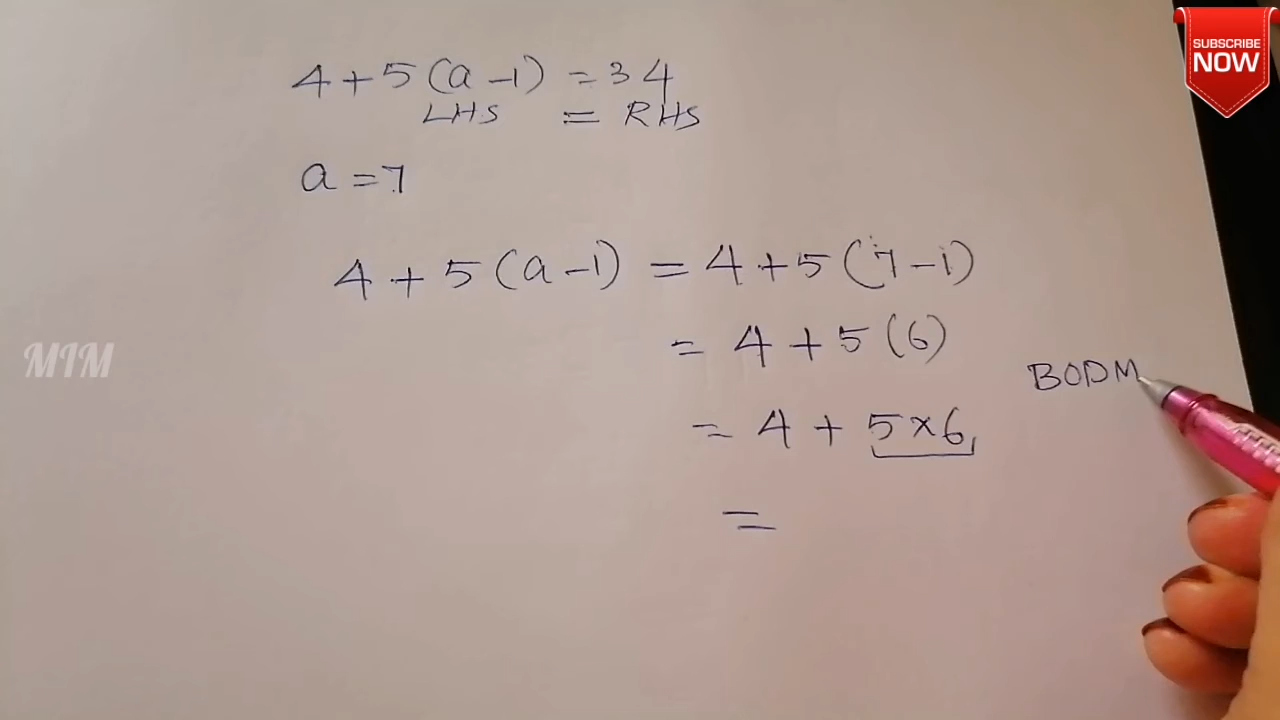 SUBSCRIBE
NOW
4 + 5 (a - 1) = 34
LHS = RHS
a = 7
4 + 5 (a - 1) = 4 + 5 (7 - 1)
= 4 + 5 (6)
MIM
BODM
= 4 + 5 × 6
=